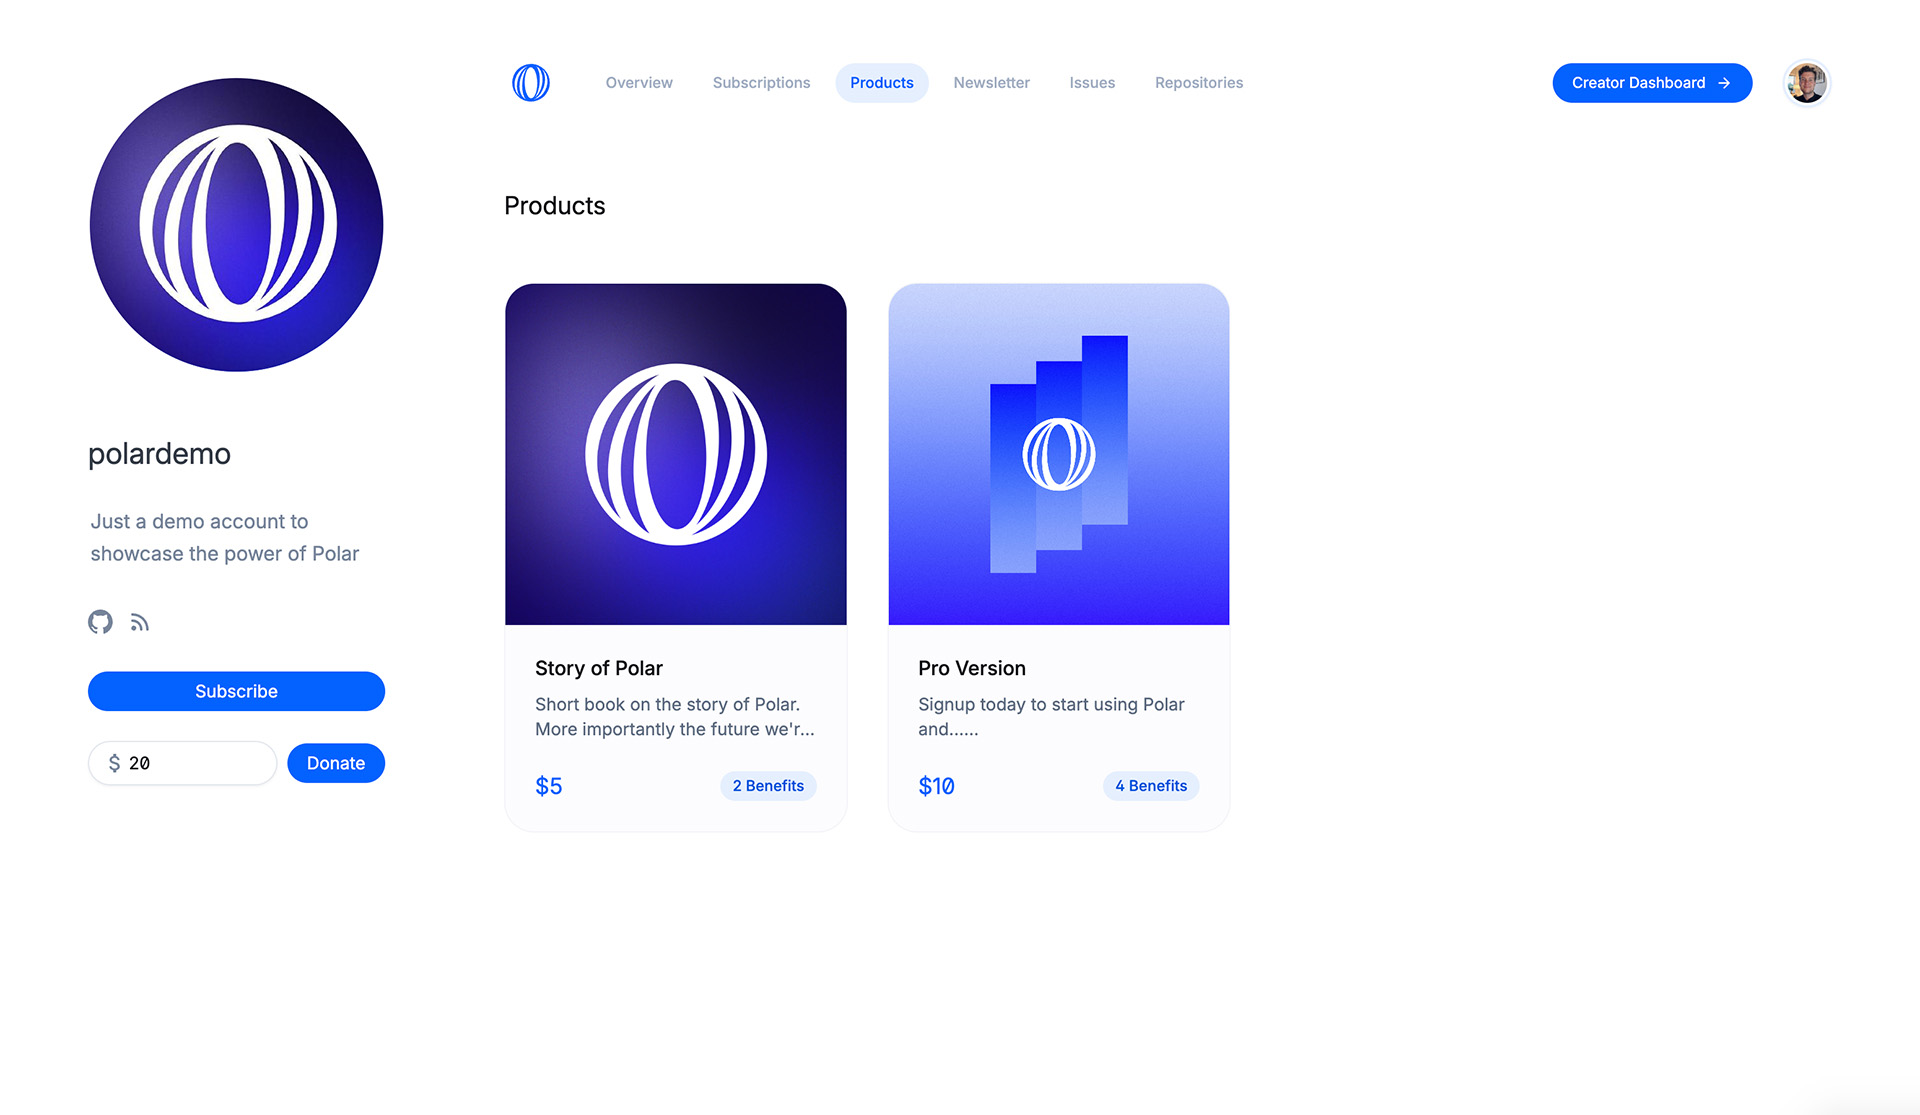 Overview Subscriptions Products Newsletter Issues Repositories Creator Dashboard
polardemo
Just a demo account to
showcase the power of Polar
Subscribe
$ 20 Donate
Products
Story of Polar
Short book on the story of Polar.
More importantly the future we'r...
$5 2 Benefits
Pro Version
Signup today to start using Polar
and......
$10 4 Benefits